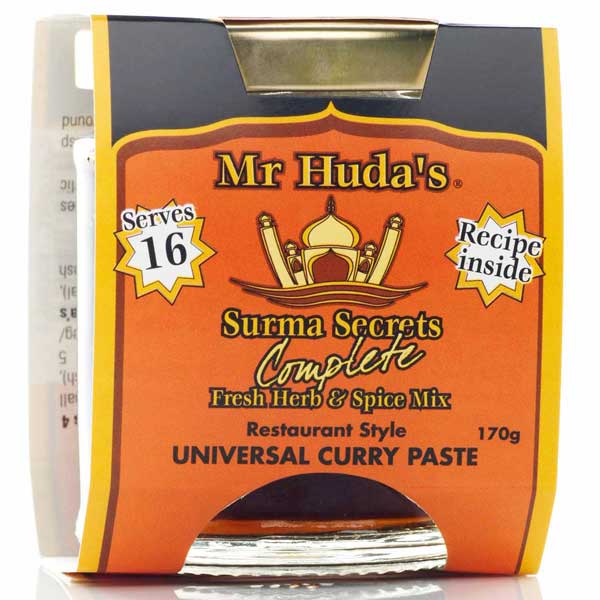 Mr Huda's®
Serves
16
Recipe
inside
Surma Secrets
Complete
Fresh Herb & Spice Mix
Restaurant Style
170g
UNIVERSAL CURRY PASTE